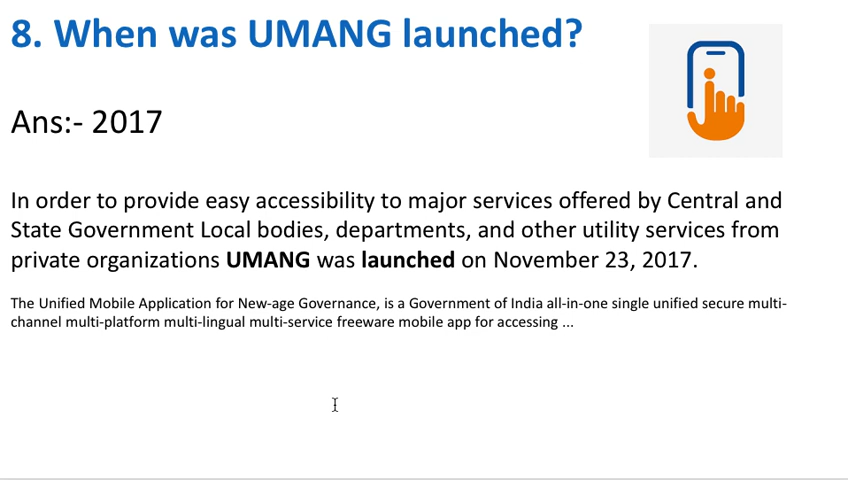 8. When was UMANG launched?
Ans:- 2017
In order to provide easy accessibility to major services offered by Central and
State Government Local bodies, departments, and other utility services from
private organizations UMANG was launched on November 23, 2017.
The Unified Mobile Application for New-age Governance, is a Government of India all-in-one single unified secure multi-
channel multi-platform multi-lingual multi-service freeware mobile app for accessing ...